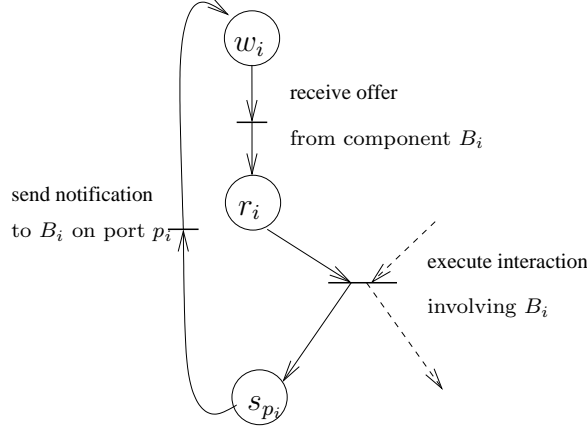 w_i
receive offer
from component B_i
send notification
to B_i on port p_i
r_i
execute interaction
involving B_i
s_{p_i}